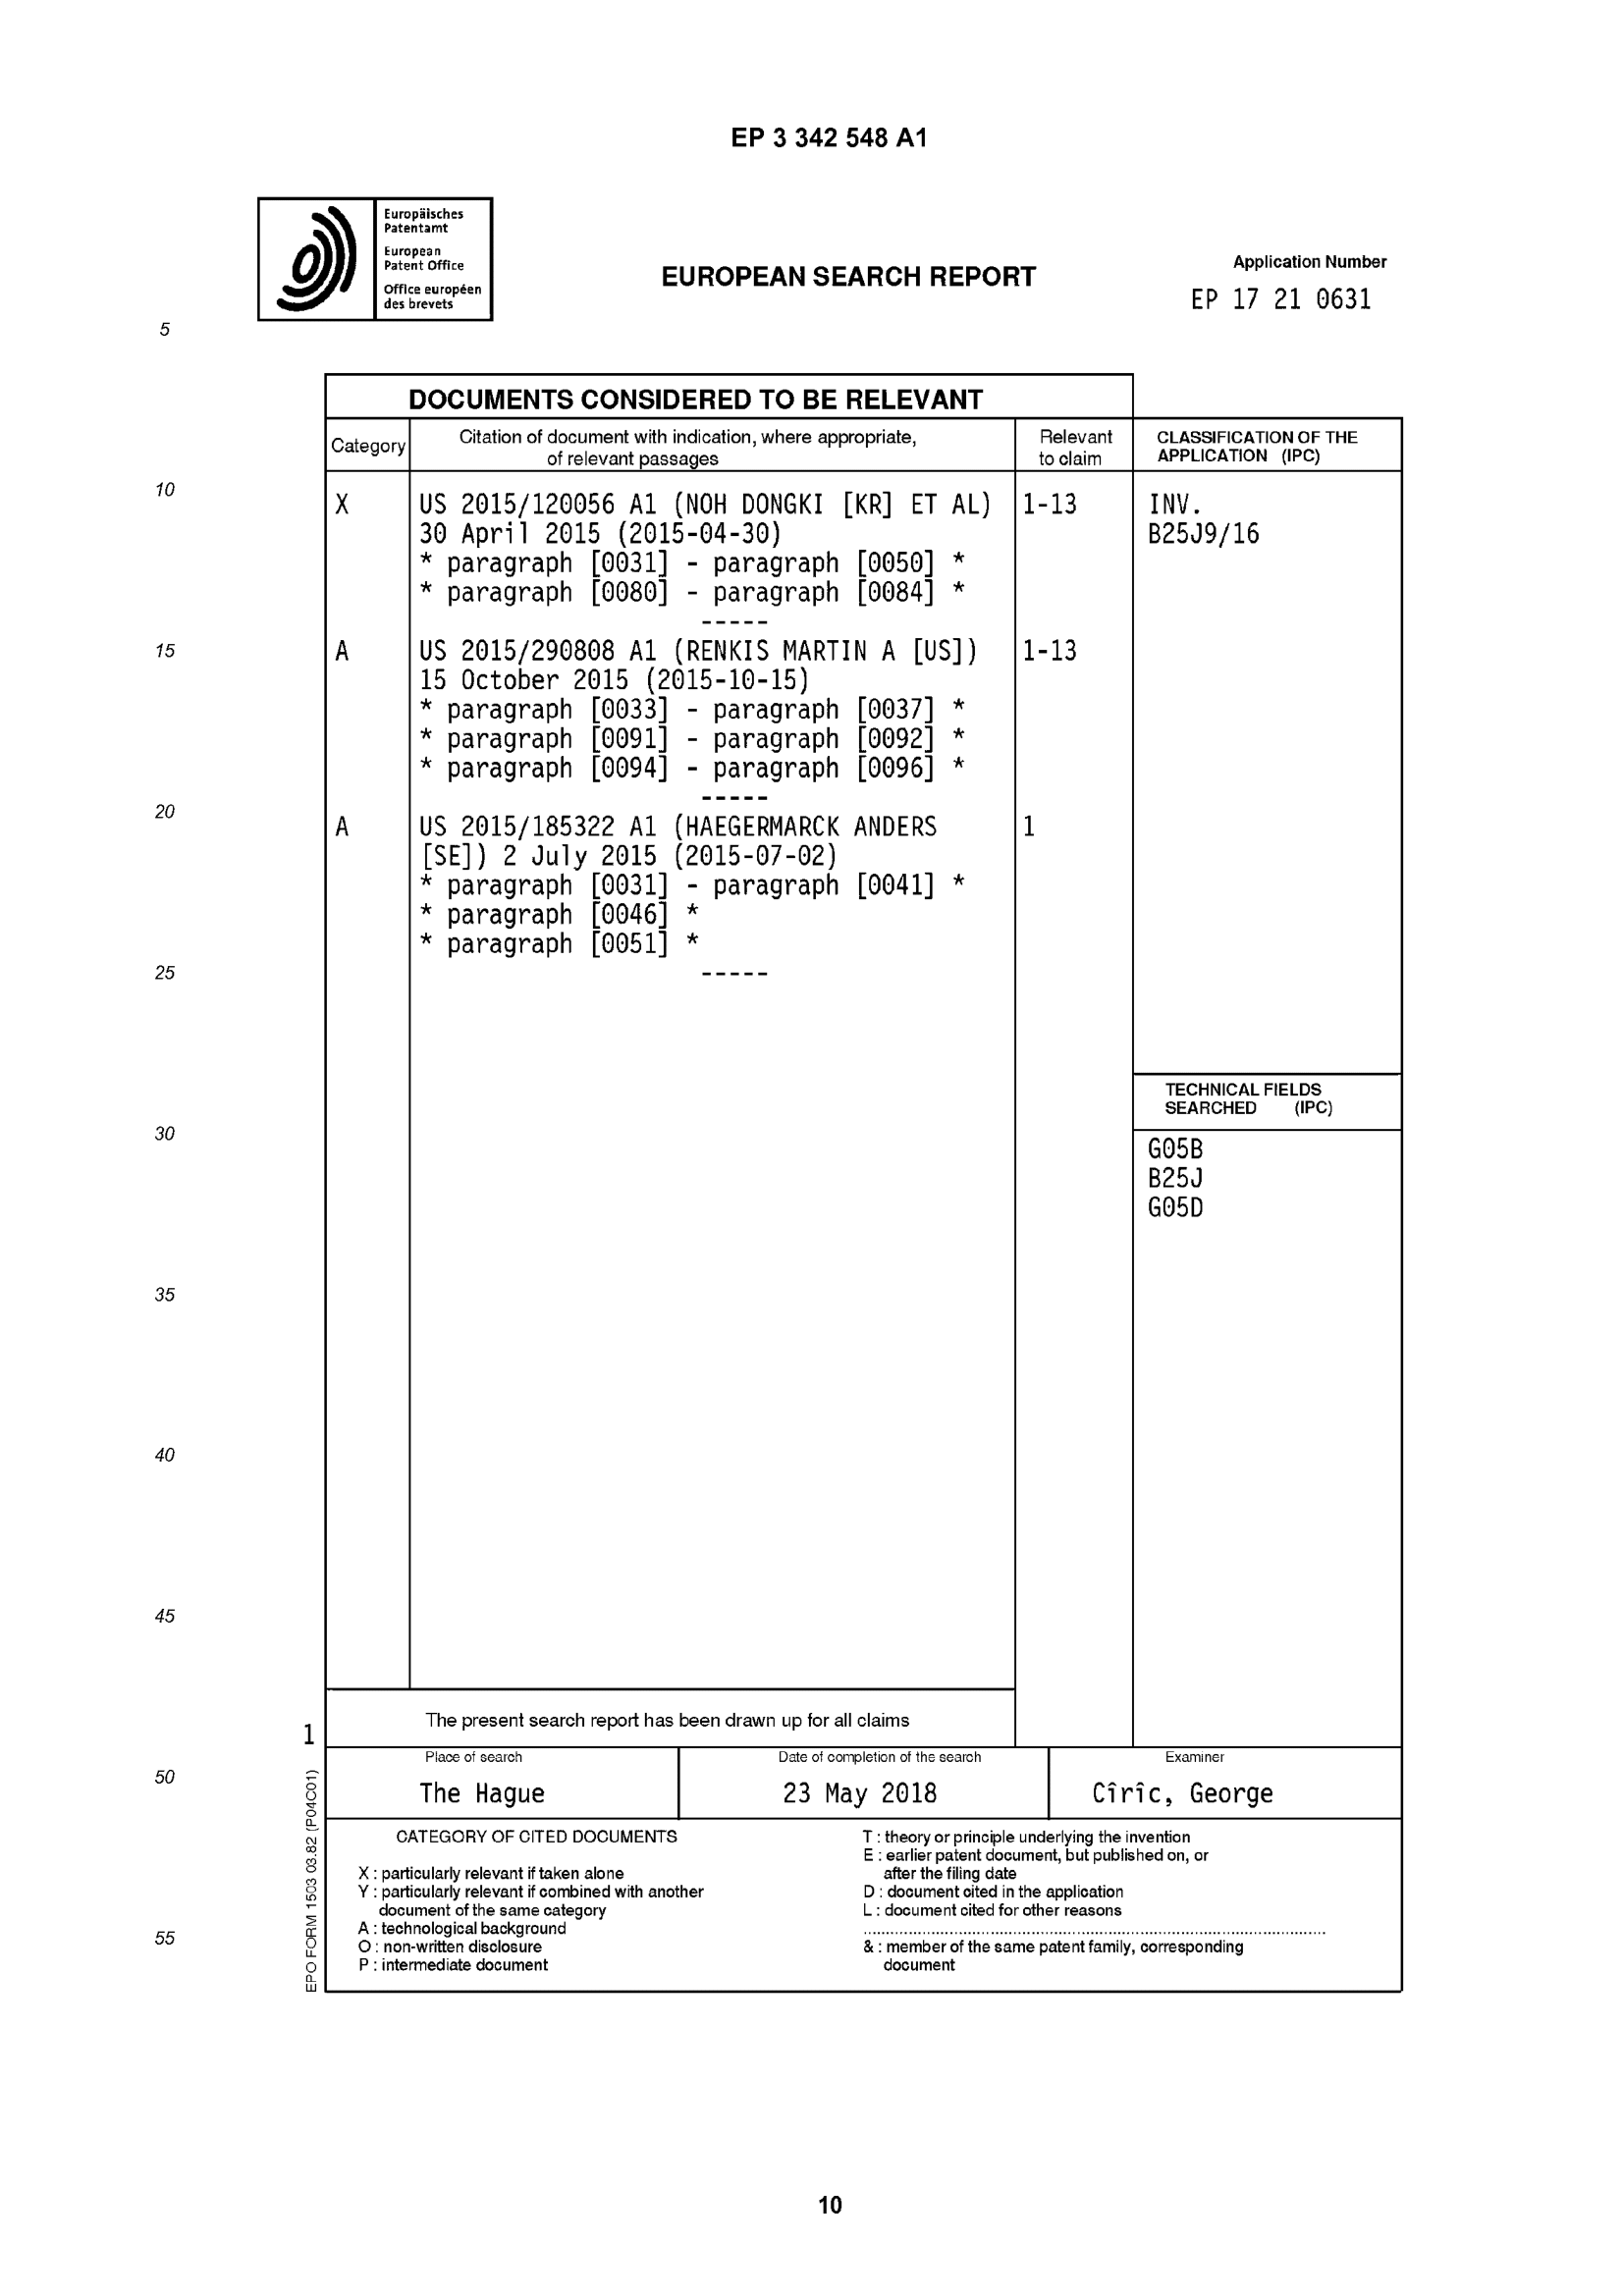 EP 3 342 548 A1
Europäisches
Patentamt
European
Patent Office
Office européen
des brevets
EUROPEAN SEARCH REPORT
Application Number
EP 17 21 0631
5
DOCUMENTS CONSIDERED TO BE RELEVANT
Category
Citation of document with indication, where appropriate,
of relevant passages
Relevant
to claim
CLASSIFICATION OF THE
APPLICATION (IPC)
10
X
US 2015/120056 A1 (NOH DONGKI [KR] ET AL)
30 April 2015 (2015-04-30)
* paragraph [0031] - paragraph [0050] *
* paragraph [0080] - paragraph [0084] *
-----
1-13
INV.
B25J9/16
15
A
US 2015/290808 A1 (RENKIS MARTIN A [US])
15 October 2015 (2015-10-15)
* paragraph [0033] - paragraph [0037] *
* paragraph [0091] - paragraph [0092] *
* paragraph [0094] - paragraph [0096] *
-----
1-13
20
A
US 2015/185322 A1 (HAEGERMARCK ANDERS
[SE]) 2 July 2015 (2015-07-02)
* paragraph [0031] - paragraph [0041] *
* paragraph [0046] *
* paragraph [0051] *
-----
1
25
TECHNICAL FIELDS
SEARCHED (IPC)
30
G05B
B25J
G05D
35
40
45
The present search report has been drawn up for all claims
1
50
Place of search
The Hague
Date of completion of the search
23 May 2018
Examiner
Cîrîc, George
CATEGORY OF CITED DOCUMENTS
X : particularly relevant if taken alone
Y : particularly relevant if combined with another
document of the same category
A : technological background
O : non-written disclosure
P : intermediate document
T : theory or principle underlying the invention
E : earlier patent document, but published on, or
after the filing date
D : document cited in the application
L : document cited for other reasons
& : member of the same patent family, corresponding
document
55
EPO FORM 1503 03.82 (P04C01)
10